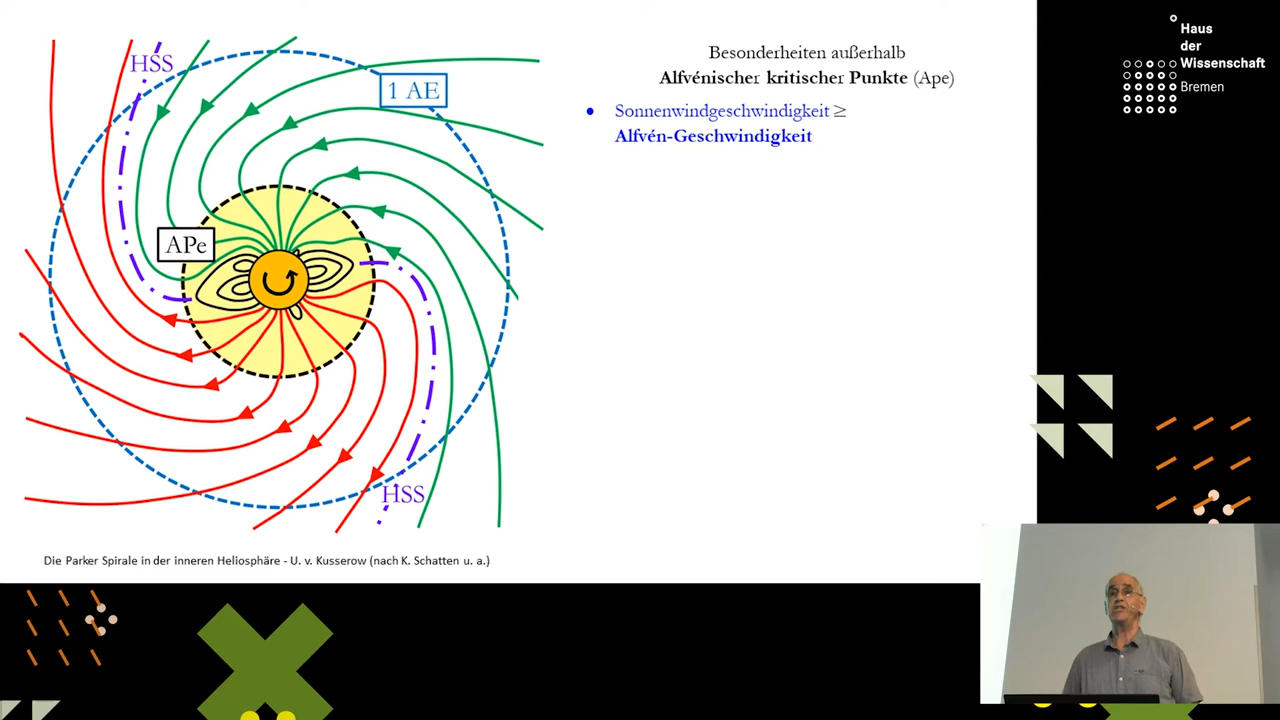 HSS
1 AE
APe
HSS
Die Parker Spirale in der inneren Heliosphäre - U. v. Kusserow (nach K. Schatten u. a.)
Besonderheiten außerhalb
Alfvénischer kritischer Punkte (Ape)
• Sonnenwindgeschwindigkeit ≥
Alfvén-Geschwindigkeit
Haus
der
Wissenschaft
Bremen